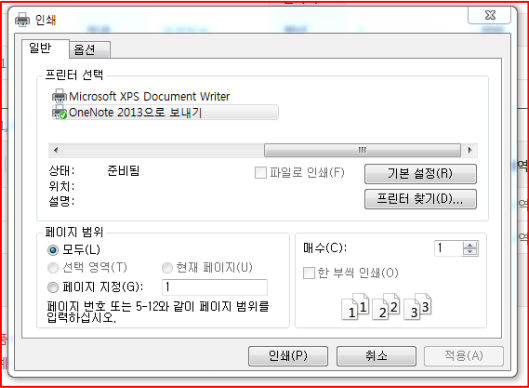 인쇄
일반
옵션
프린터 선택
Microsoft XPS Document Writer
OneNote 2013으로 보내기
상태: 준비됨
파일로 인쇄(F)
기본 설정(R)
위치:
설명:
프린터 찾기(D)...
페이지 범위
모두(L)
선택 영역(T)
현재 페이지(U)
페이지 지정(G): 1
페이지 번호 또는 5-12와 같이 페이지 범위를
입력하십시오.
매수(C): 1
한 부씩 인쇄(O)
1 1 2 2 3 3
인쇄(P)
취소
적용(A)